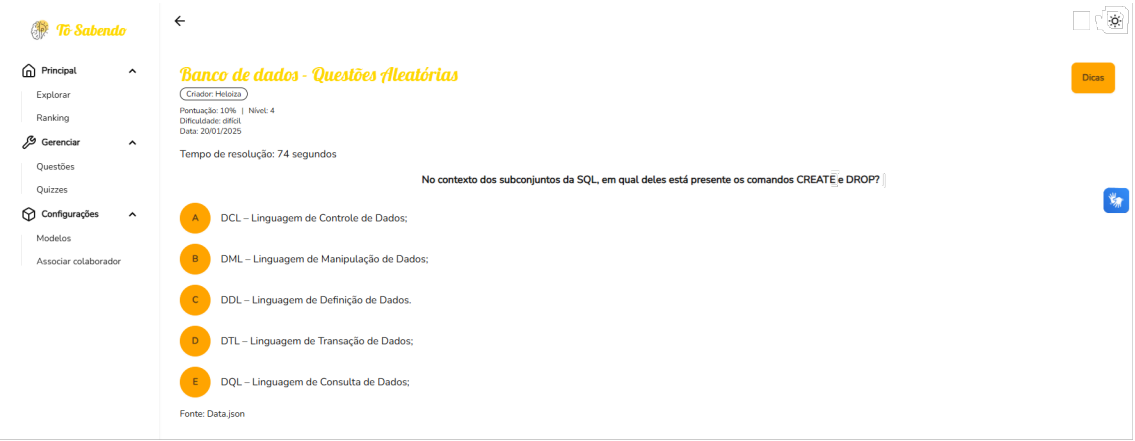 Tô Sabendo
Principal
Explorar
Ranking
Gerenciar
Questões
Quizzes
Configurações
Modelos
Associar colaborador
Banco de dados - Questões Aleatórias
Dicas
Criador: Heloiza
Pontuação: 10% | Nível: 4
Dificuldade: difícil
Data: 20/01/2025
Tempo de resolução: 74 segundos
No contexto dos subconjuntos da SQL, em qual deles está presente os comandos CREATE e DROP?
A DCL – Linguagem de Controle de Dados;
B DML – Linguagem de Manipulação de Dados;
C DDL – Linguagem de Definição de Dados.
D DTL – Linguagem de Transação de Dados;
E DQL – Linguagem de Consulta de Dados;
Fonte: Data.json